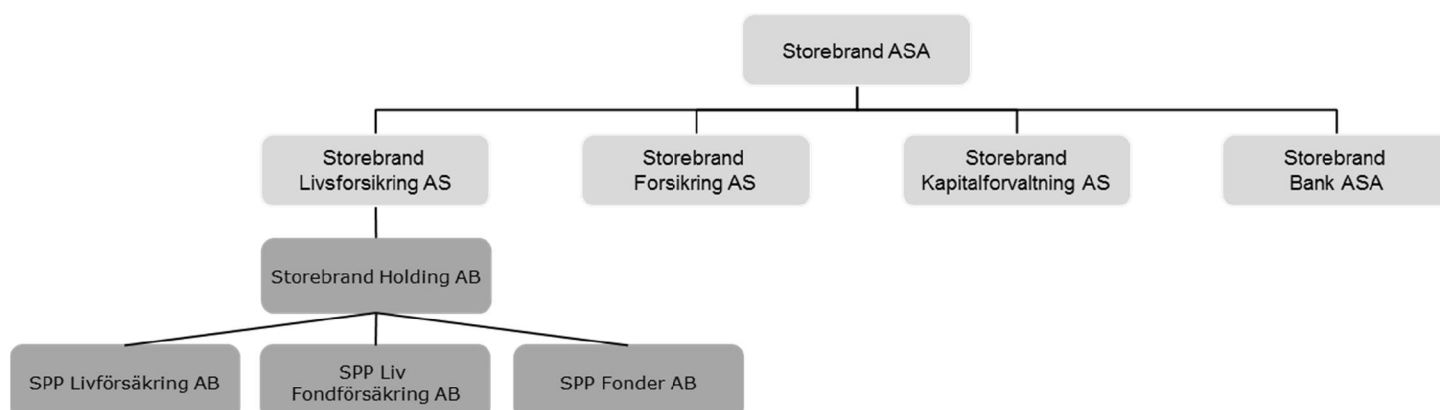 Storebrand ASA
Storebrand
Livsforsikring AS
Storebrand
Forsikring AS
Storebrand
Kapitalforvaltning AS
Storebrand
Bank ASA
Storebrand Holding AB
SPP Livförsäkring AB
SPP Liv
Fondförsäkring AB
SPP Fonder AB